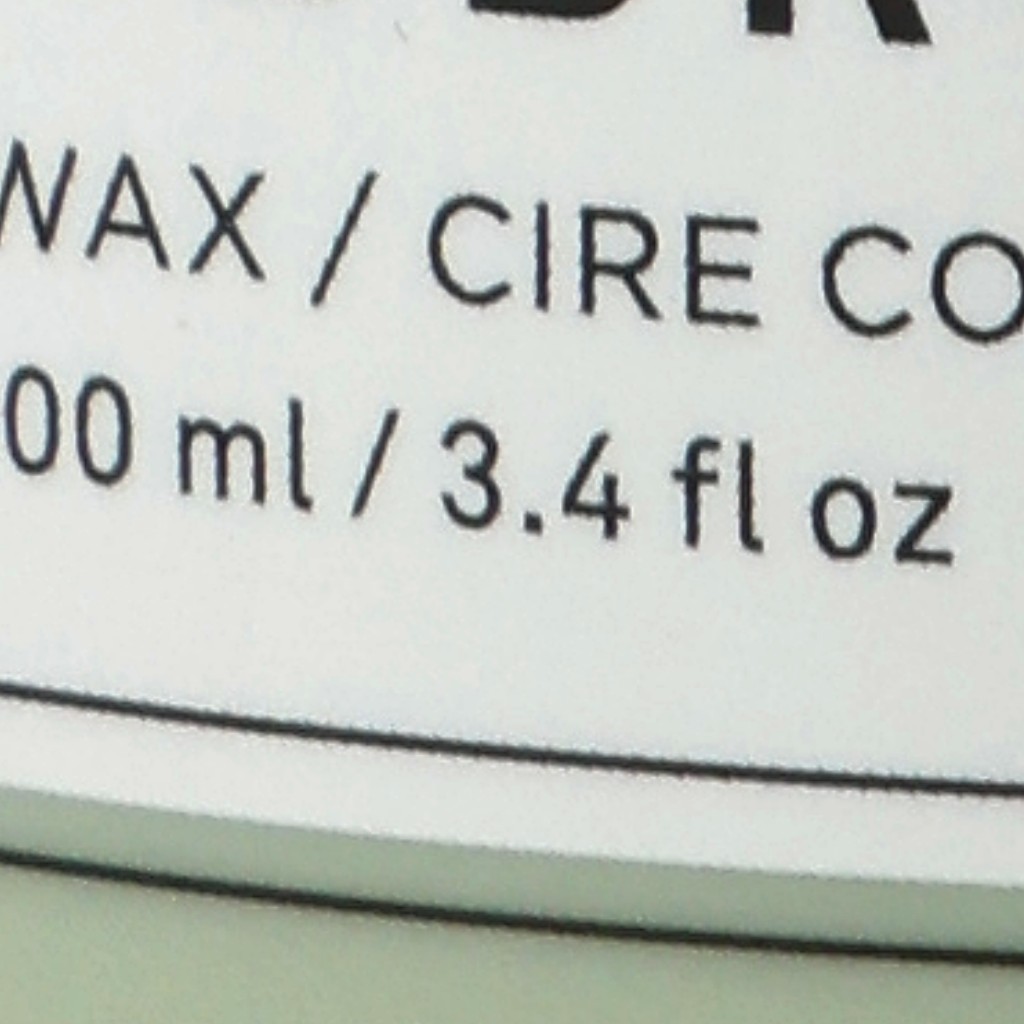 WAX / CIRE CO
00 ml / 3.4 fl oz